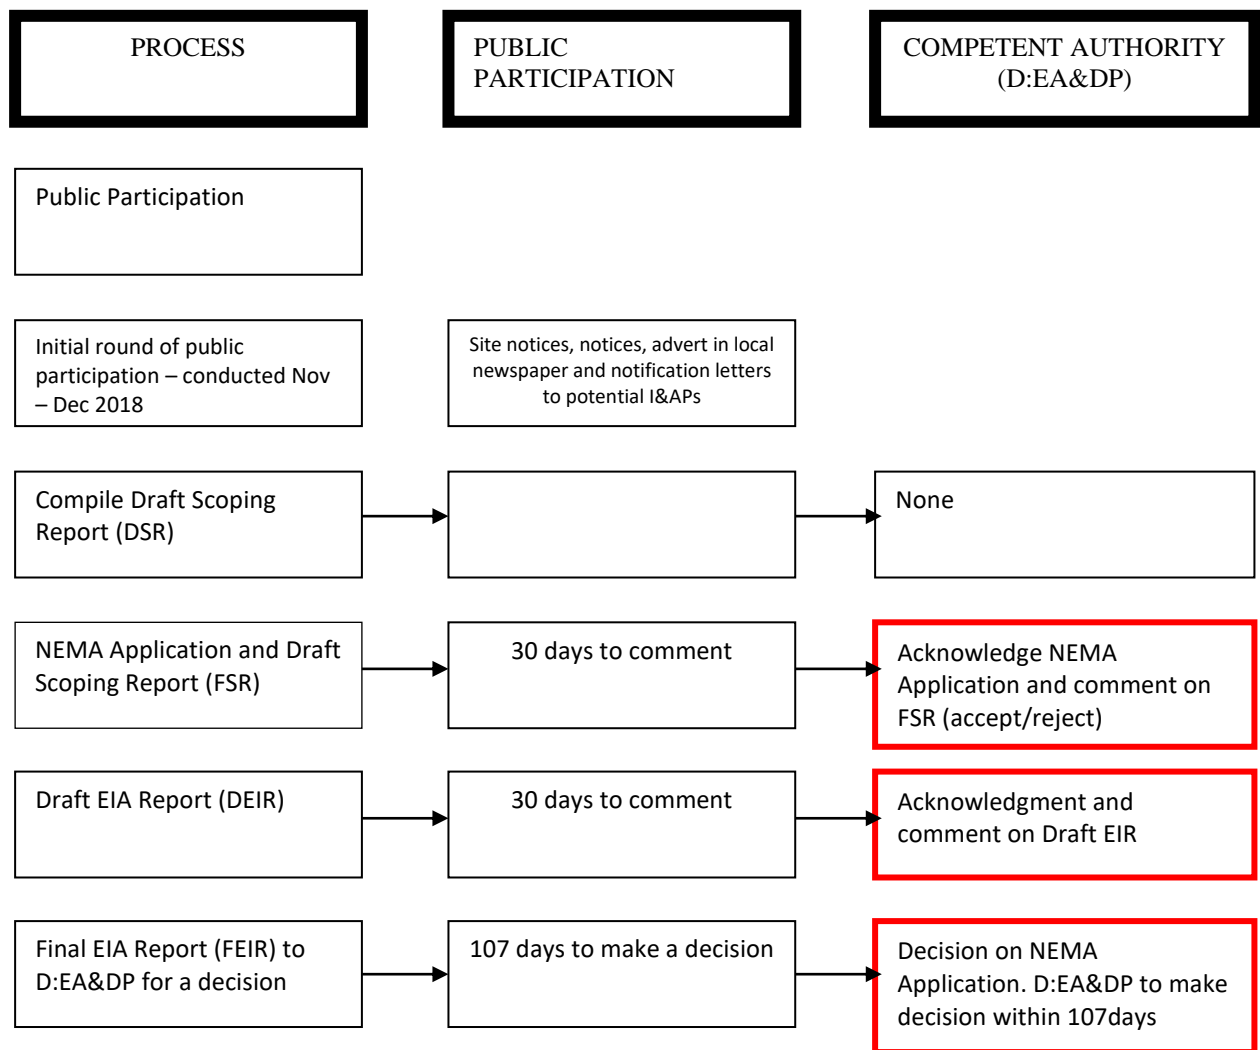 PROCESS
PUBLIC
PARTICIPATION
COMPETENT AUTHORITY
(D:EA&DP)
Public Participation
Initial round of public
participation – conducted Nov
– Dec 2018
Site notices, notices, advert in local
newspaper and notification letters
to potential I&APs
Compile Draft Scoping
Report (DSR)
None
NEMA Application and Draft
Scoping Report (FSR)
30 days to comment
Acknowledge NEMA
Application and comment on
FSR (accept/reject)
Draft EIA Report (DEIR)
30 days to comment
Acknowledgment and
comment on Draft EIR
Final EIA Report (FEIR) to
D:EA&DP for a decision
107 days to make a decision
Decision on NEMA
Application. D:EA&DP to make
decision within 107days